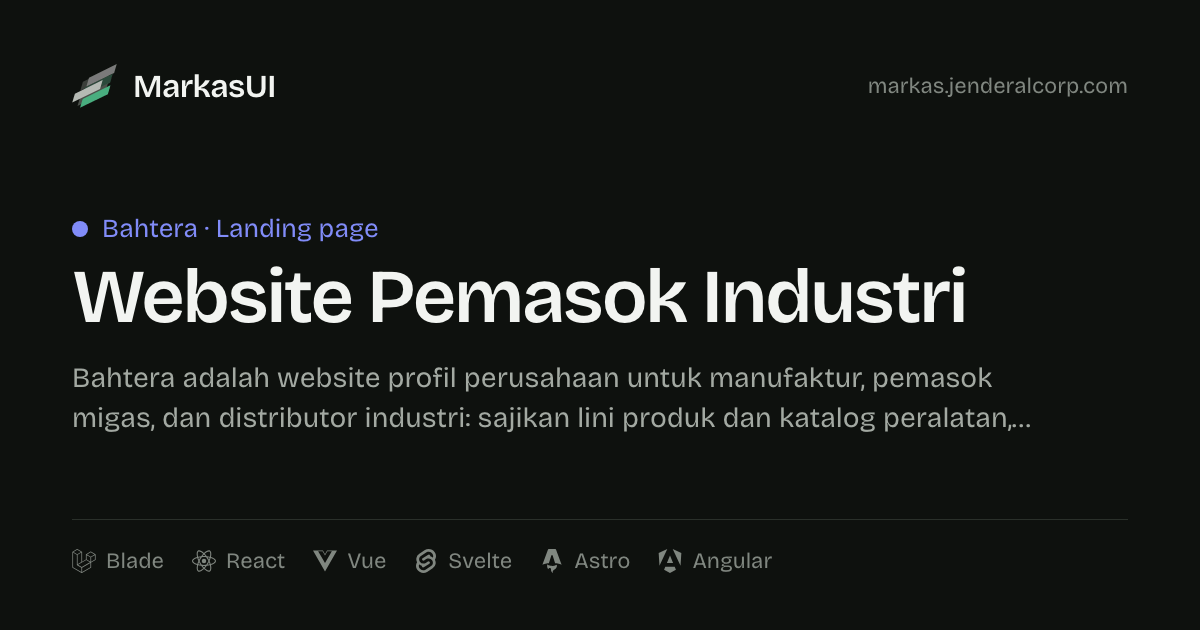 MarkasUI
markas.jenderalcorp.com
Bahtera · Landing page
Website Pemasok Industri
Bahtera adalah website profil perusahaan untuk manufaktur, pemasok
migas, dan distributor industri: sajikan lini produk dan katalog peralatan,...
Blade React Vue Svelte Astro Angular